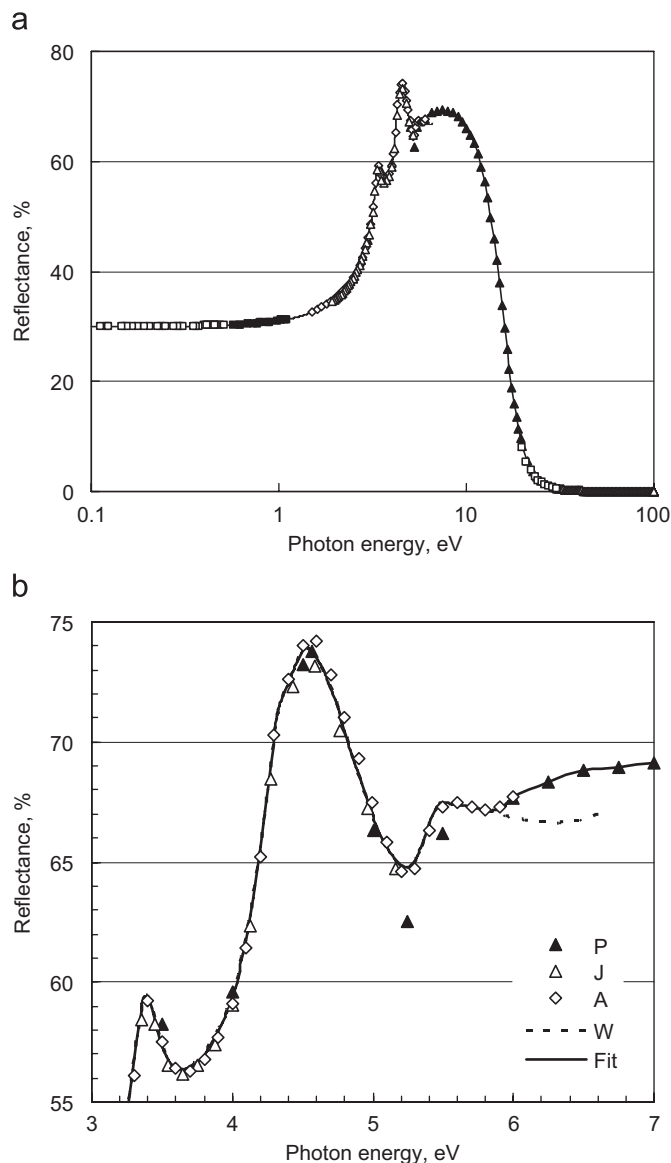 a
80
60
40
20
0
Reflectance, %
0.1 1 10 100
Photon energy, eV
b
75
70
65
60
55
Reflectance, %
P
J
A
W
Fit
3 4 5 6 7
Photon energy, eV